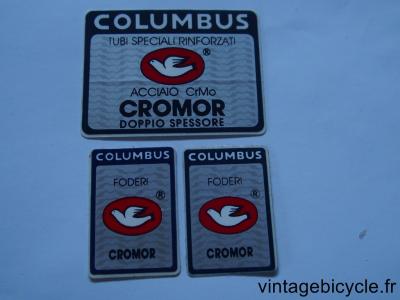 COLUMBUS
TUBI SPECIALI RINFORZATI
®
ACCIAIO CrMo
CROMOR
DOPPIO SPESSORE
COLUMBUS
FODERI
®
CROMOR
COLUMBUS
FODERI
®
CROMOR
vintagebicycle.fr